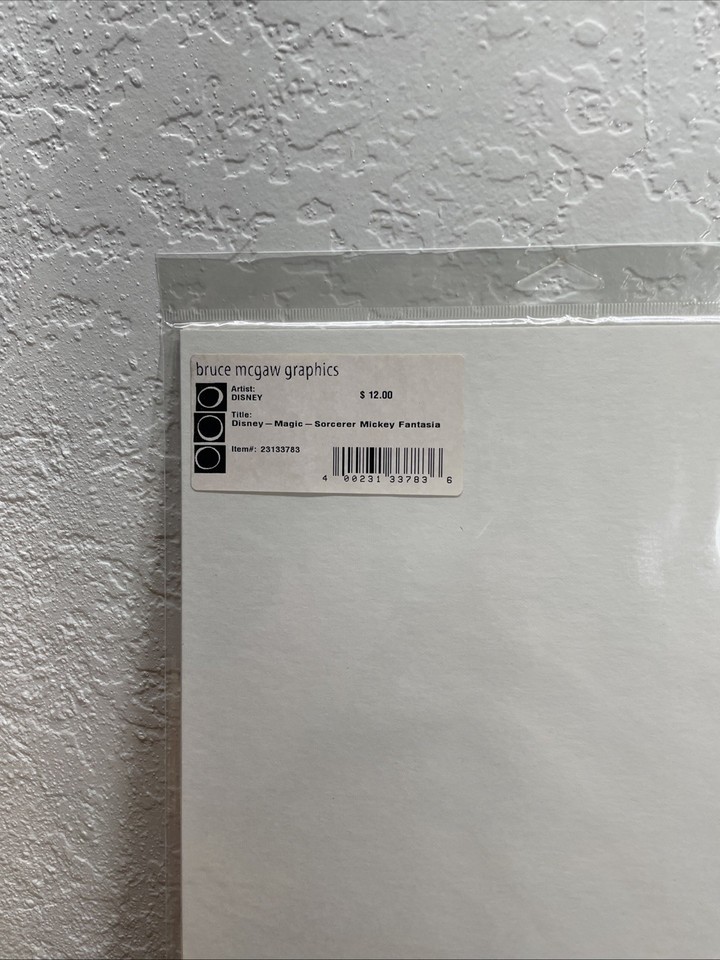 bruce mcgaw graphics
Artist:
DISNEY
$ 12.00
Title:
Disney—Magic—Sorcerer Mickey Fantasia
Item#: 23133783
4 00231 33783 6